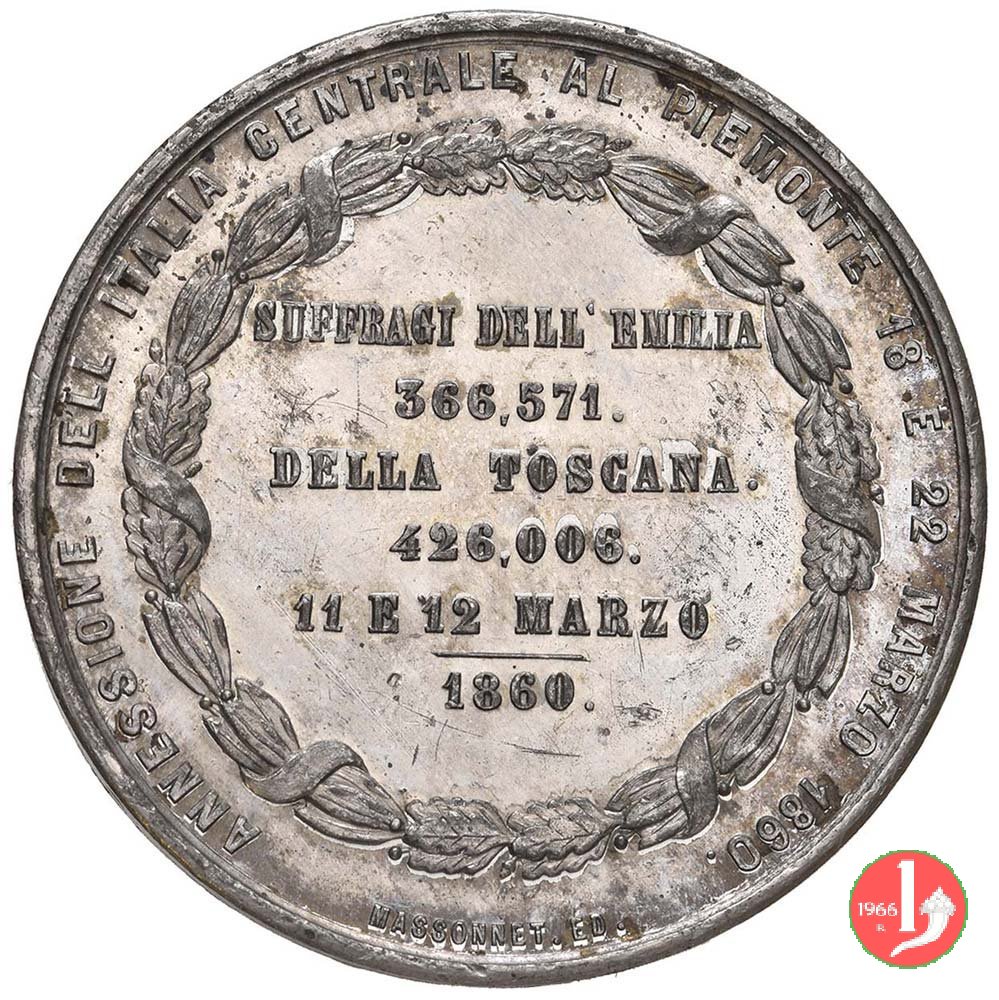 ANNESSIONE DELL ITALIA CENTRALE AL PIEMONTE 18 E 22 MARZO 1860.
SUFFRAGI DELL' EMILIA
366,571.
DELLA TOSCANA.
426,006.
11 E 12 MARZO
1860.
MASSONNET. ED.
1966
1
R.